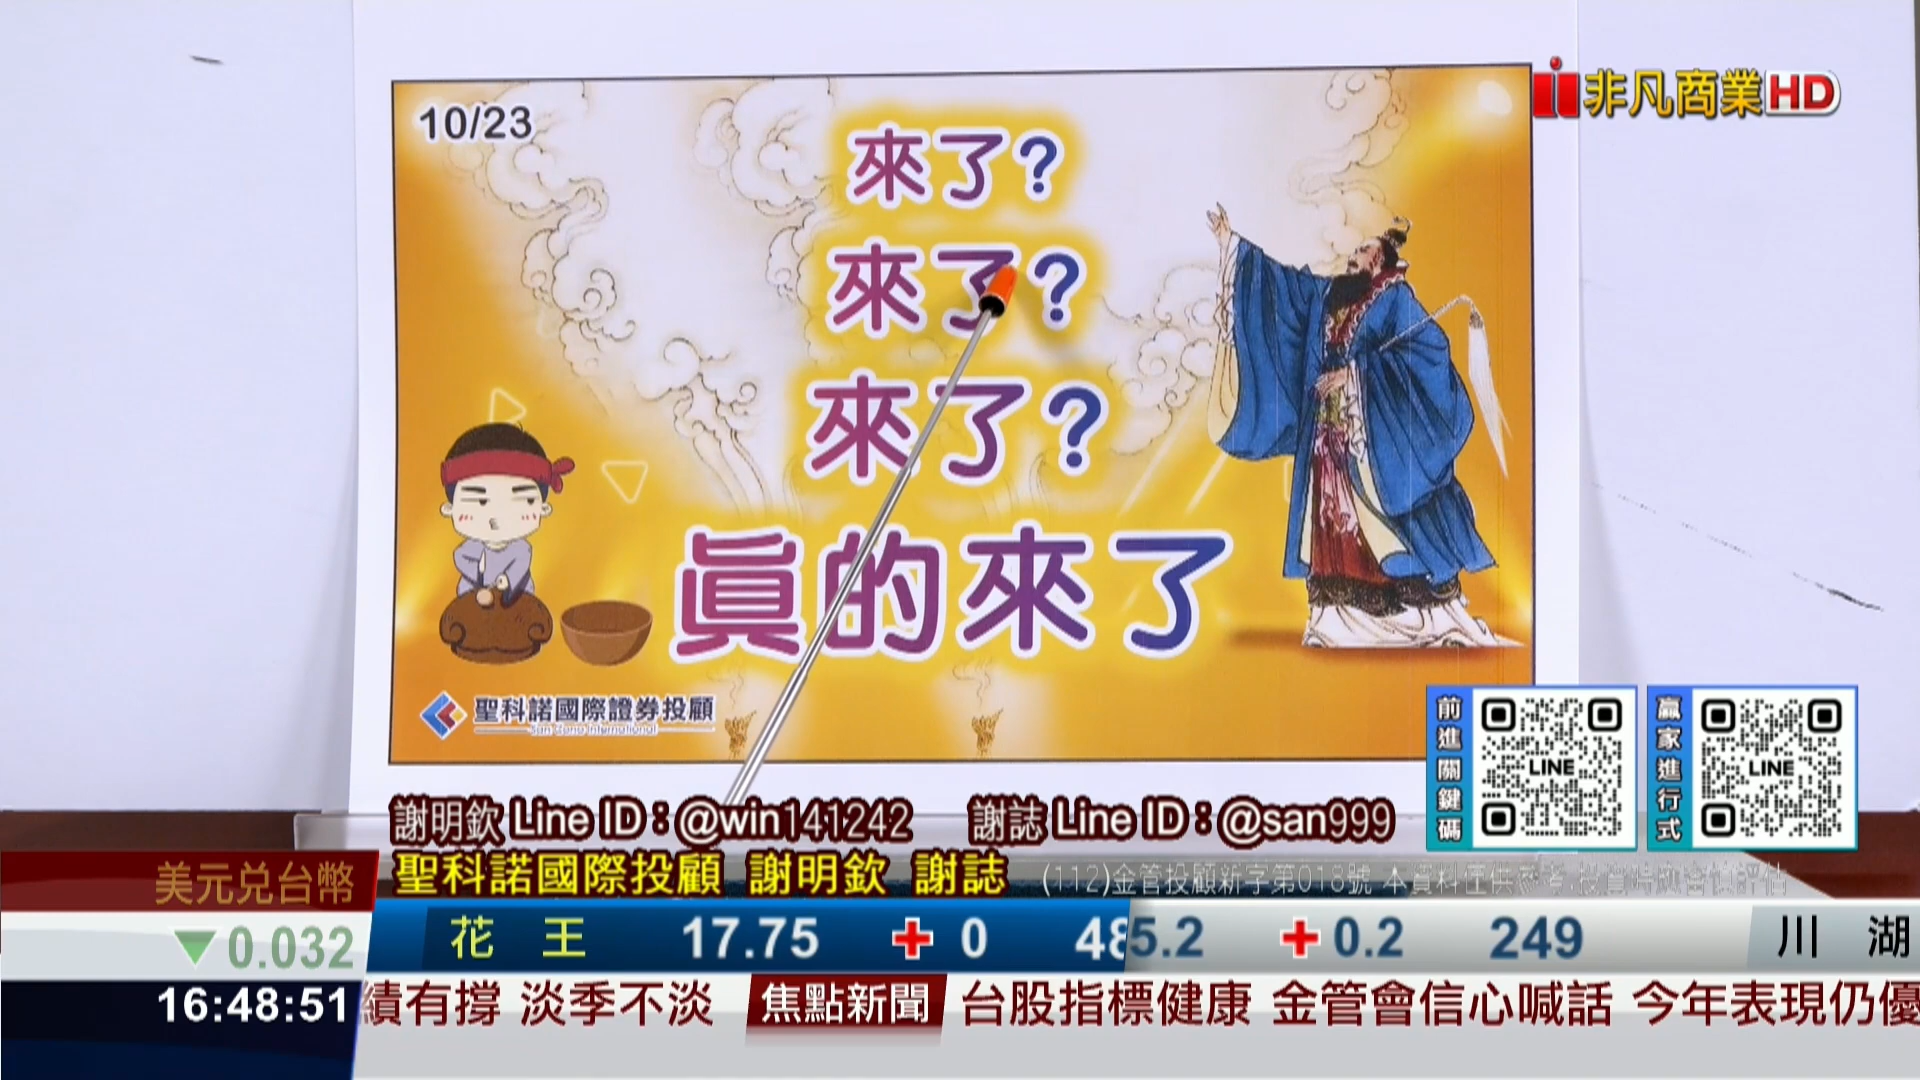 非凡商業HD
10/23
來了?
來了?
來了?
眞的來了
聖科諾國際證券投顧
前進關鍵碼
LINE
贏家進行式
LINE
謝明欽 Line ID：@win141242
謝誌 Line ID：@san999
聖科諾國際投顧 謝明欽 謝誌
(112)金管投顧新字第018號
美元兌台幣
▼0.032
花王 17.75 + 0 48
5.2 + 0.2 249 川湖
16:48:51
績有撐 淡季不淡 焦點新聞 台股指標健康 金管會信心喊話 今年表現仍優